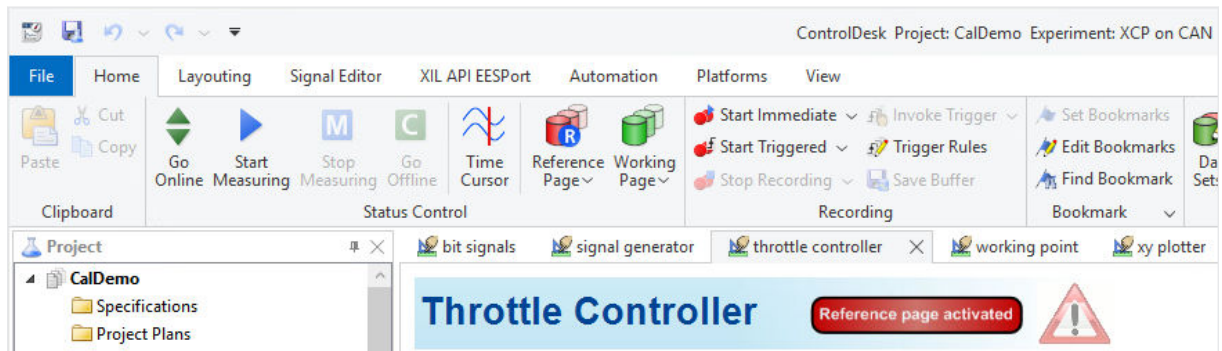 ControlDesk Project: CalDemo Experiment: XCP on CAN
File Home Layouting Signal Editor XIL API EESPort Automation Platforms View
Paste
Cut
Copy
Clipboard
Go Online
Start Measuring
M
Stop Measuring
C
Go Offline
Time Cursor
Status Control
R
Reference Page
Working Page
Start Immediate
Start Triggered
Stop Recording
Invoke Trigger
Trigger Rules
Save Buffer
Recording
Set Bookmarks
Edit Bookmarks
Find Bookmark
Bookmark
Da
Sets
Project
bit signals signal generator throttle controller working point xy plotter
CalDemo
Specifications
Project Plans
Throttle Controller
Reference page activated